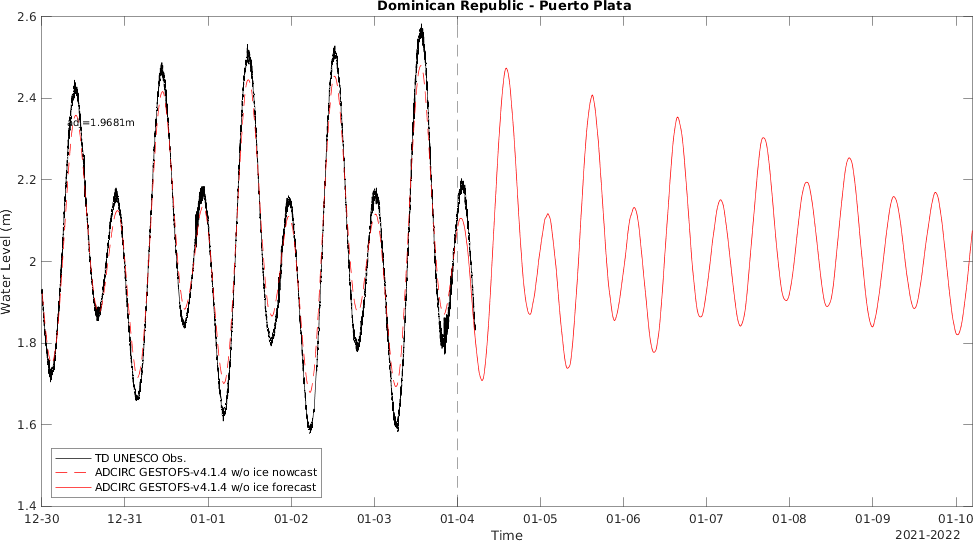 Dominican Republic - Puerto Plata
2.6
2.4
2.2
2
1.8
1.6
1.4
Water Level (m)
=1.9681m
TD UNESCO Obs.
ADCIRC GESTOFS-v4.1.4 w/o ice nowcast
ADCIRC GESTOFS-v4.1.4 w/o ice forecast
12-30 12-31 01-01 01-02 01-03 01-04 01-05 01-06 01-07 01-08 01-09 01-10
Time
2021-2022